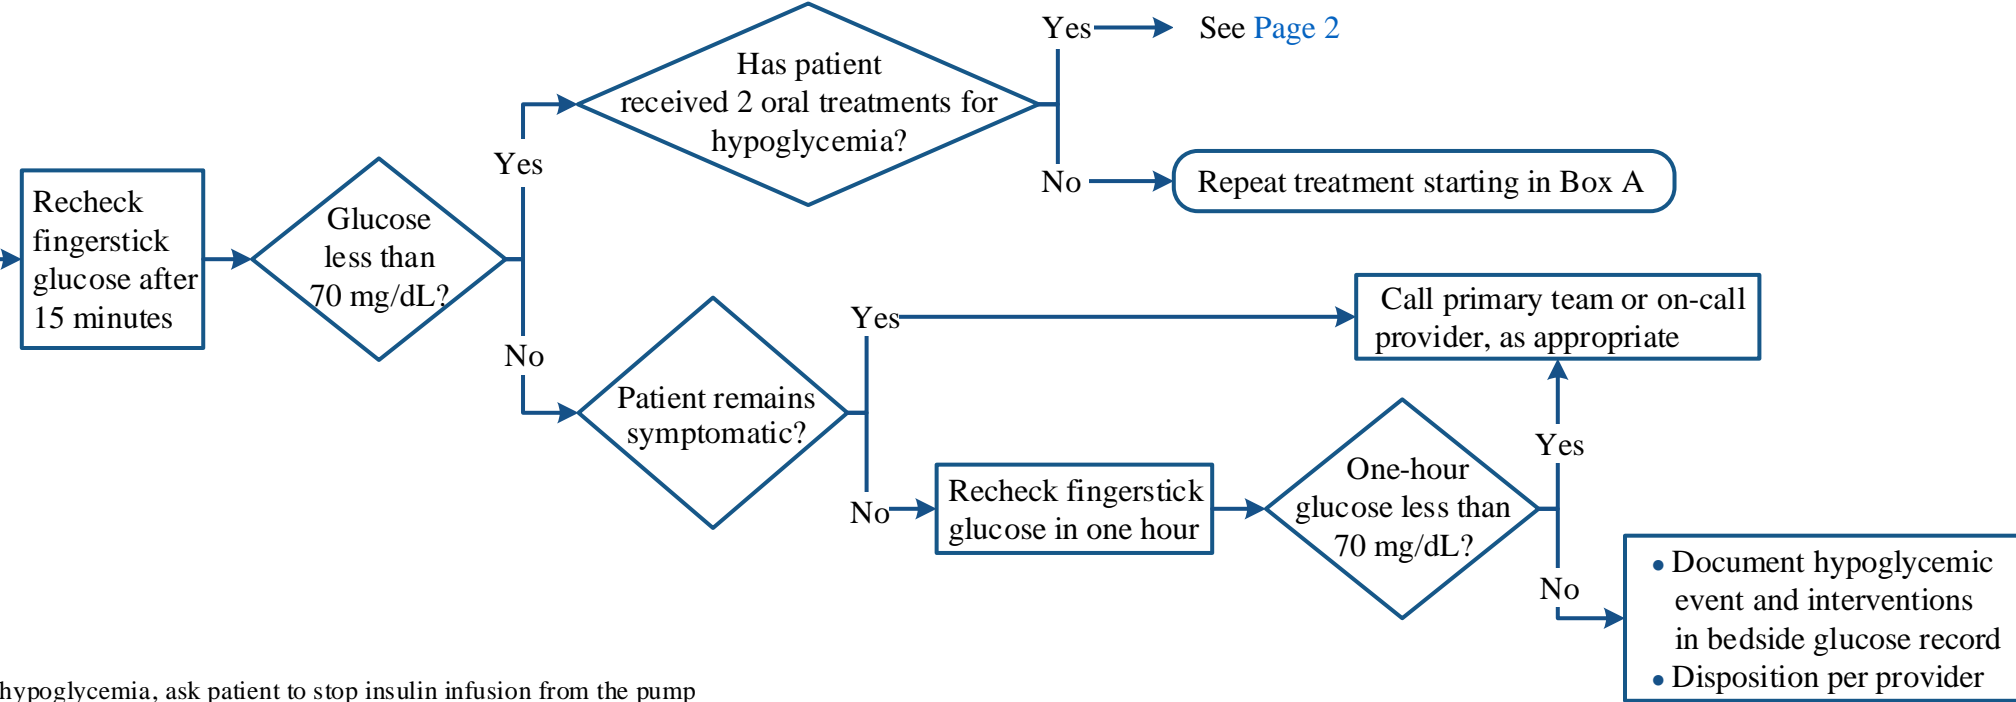 Recheck
fingerstick
glucose after
15 minutes
Glucose
less than
70 mg/dL?
Yes
No
Has patient
received 2 oral treatments for
hypoglycemia?
Yes
See Page 2
No
Repeat treatment starting in Box A
Patient remains
symptomatic?
Yes
Call primary team or on-call
provider, as appropriate
No
Recheck fingerstick
glucose in one hour
One-hour
glucose less than
70 mg/dL?
Yes
No
● Document hypoglycemic
event and interventions
in bedside glucose record
● Disposition per provider
hypoglycemia, ask patient to stop insulin infusion from the pump